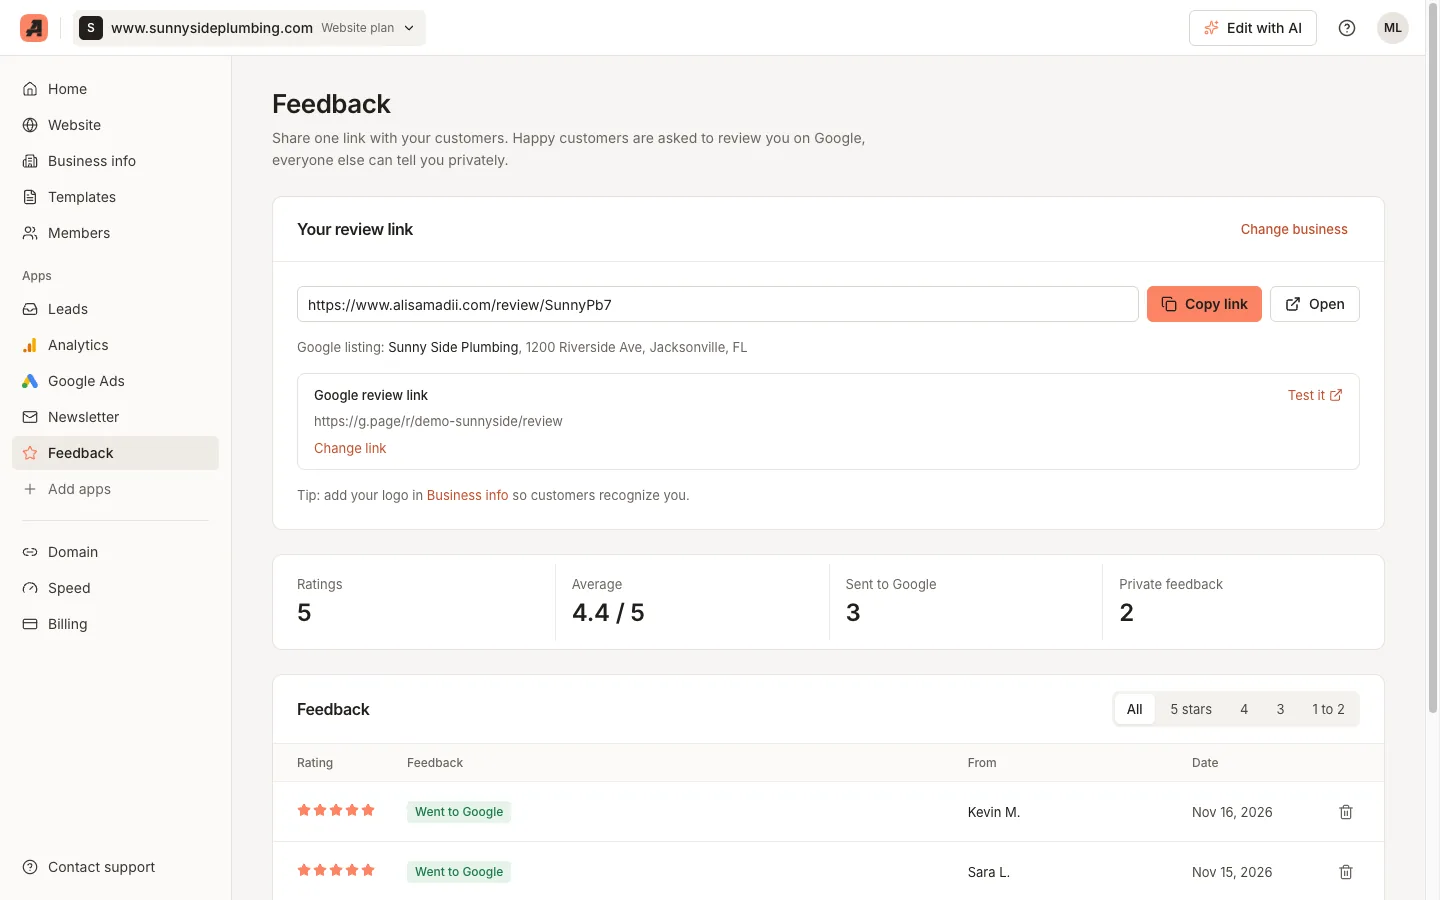 S www.sunnysideplumbing.com Website plan
Edit with AI
ML
Home
Website
Business info
Templates
Members
Apps
Leads
Analytics
Google Ads
Newsletter
Feedback
Add apps
Domain
Speed
Billing
Contact support
Feedback
Share one link with your customers. Happy customers are asked to review you on Google,
everyone else can tell you privately.
Your review link
Change business
https://www.alisamadii.com/review/SunnyPb7
Copy link
Open
Google listing: Sunny Side Plumbing, 1200 Riverside Ave, Jacksonville, FL
Google review link
Test it
https://g.page/r/demo-sunnyside/review
Change link
Tip: add your logo in Business info so customers recognize you.
Ratings
5
Average
4.4 / 5
Sent to Google
3
Private feedback
2
Feedback
All 5 stars 4 3 1 to 2
Rating Feedback From Date
Went to Google Kevin M. Nov 16, 2026
Went to Google Sara L. Nov 15, 2026